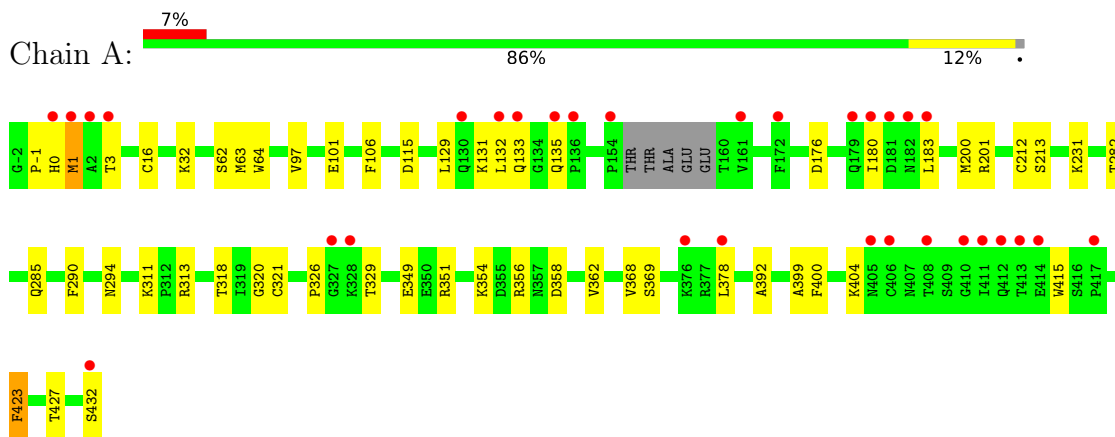 7%
Chain A:
86% 12% •
G-2 P-1 H0 M1 A2 T3 C16 K32 S62 M63 W64 V97 E101 F106 D115 L129 Q130 K131 L132 Q133 G134 Q135 P136 P154 THR THR ALA GLU GLU T160 V161 F172 D176 Q179 I180 D181 N182 L183 M200 R201 C212 S213 K231
Q285 F290 N294 K311 P312 R313 T318 I319 G320 C321 P326 G327 K328 T329 E349 E350 R351 K354 D355 R356 N357 D358 V362 V368 S369 K376 R377 L378 A392 A399 F400 K404 N405 C406 N407 T408 S409 G410 I411 Q412 T413 E414 W415 S416 P417
F423 T427 S432